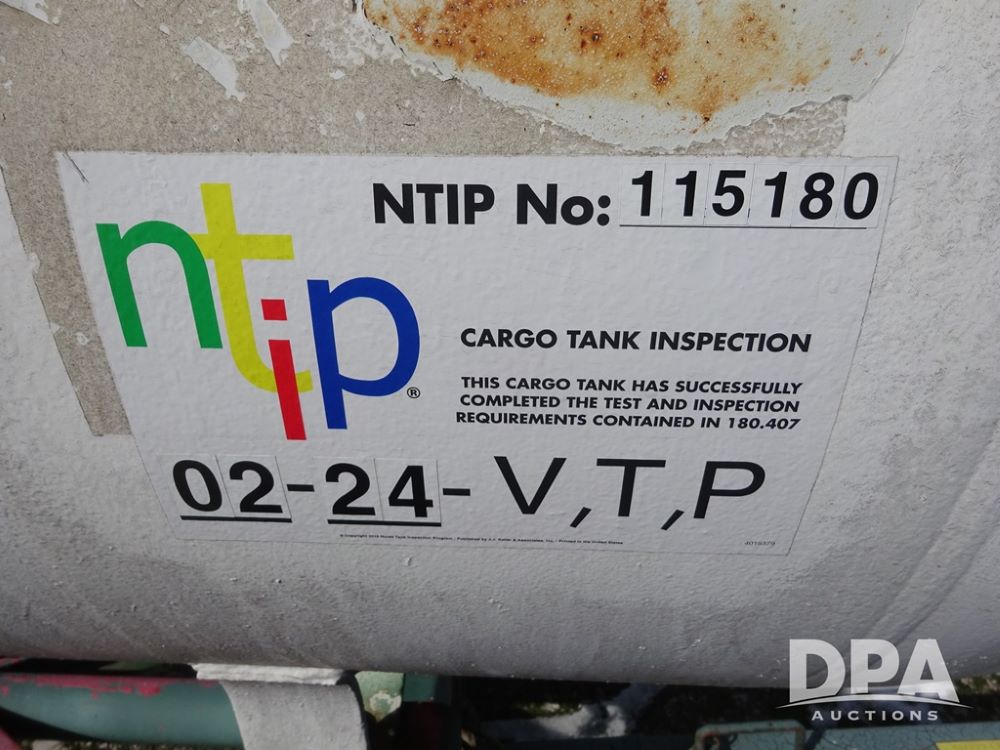 NTIP No: 115180
ntip®
CARGO TANK INSPECTION
THIS CARGO TANK HAS SUCCESSFULLY
COMPLETED THE TEST AND INSPECTION
REQUIREMENTS CONTAINED IN 180.407
02-24-V,T,P
DPA
AUCTIONS